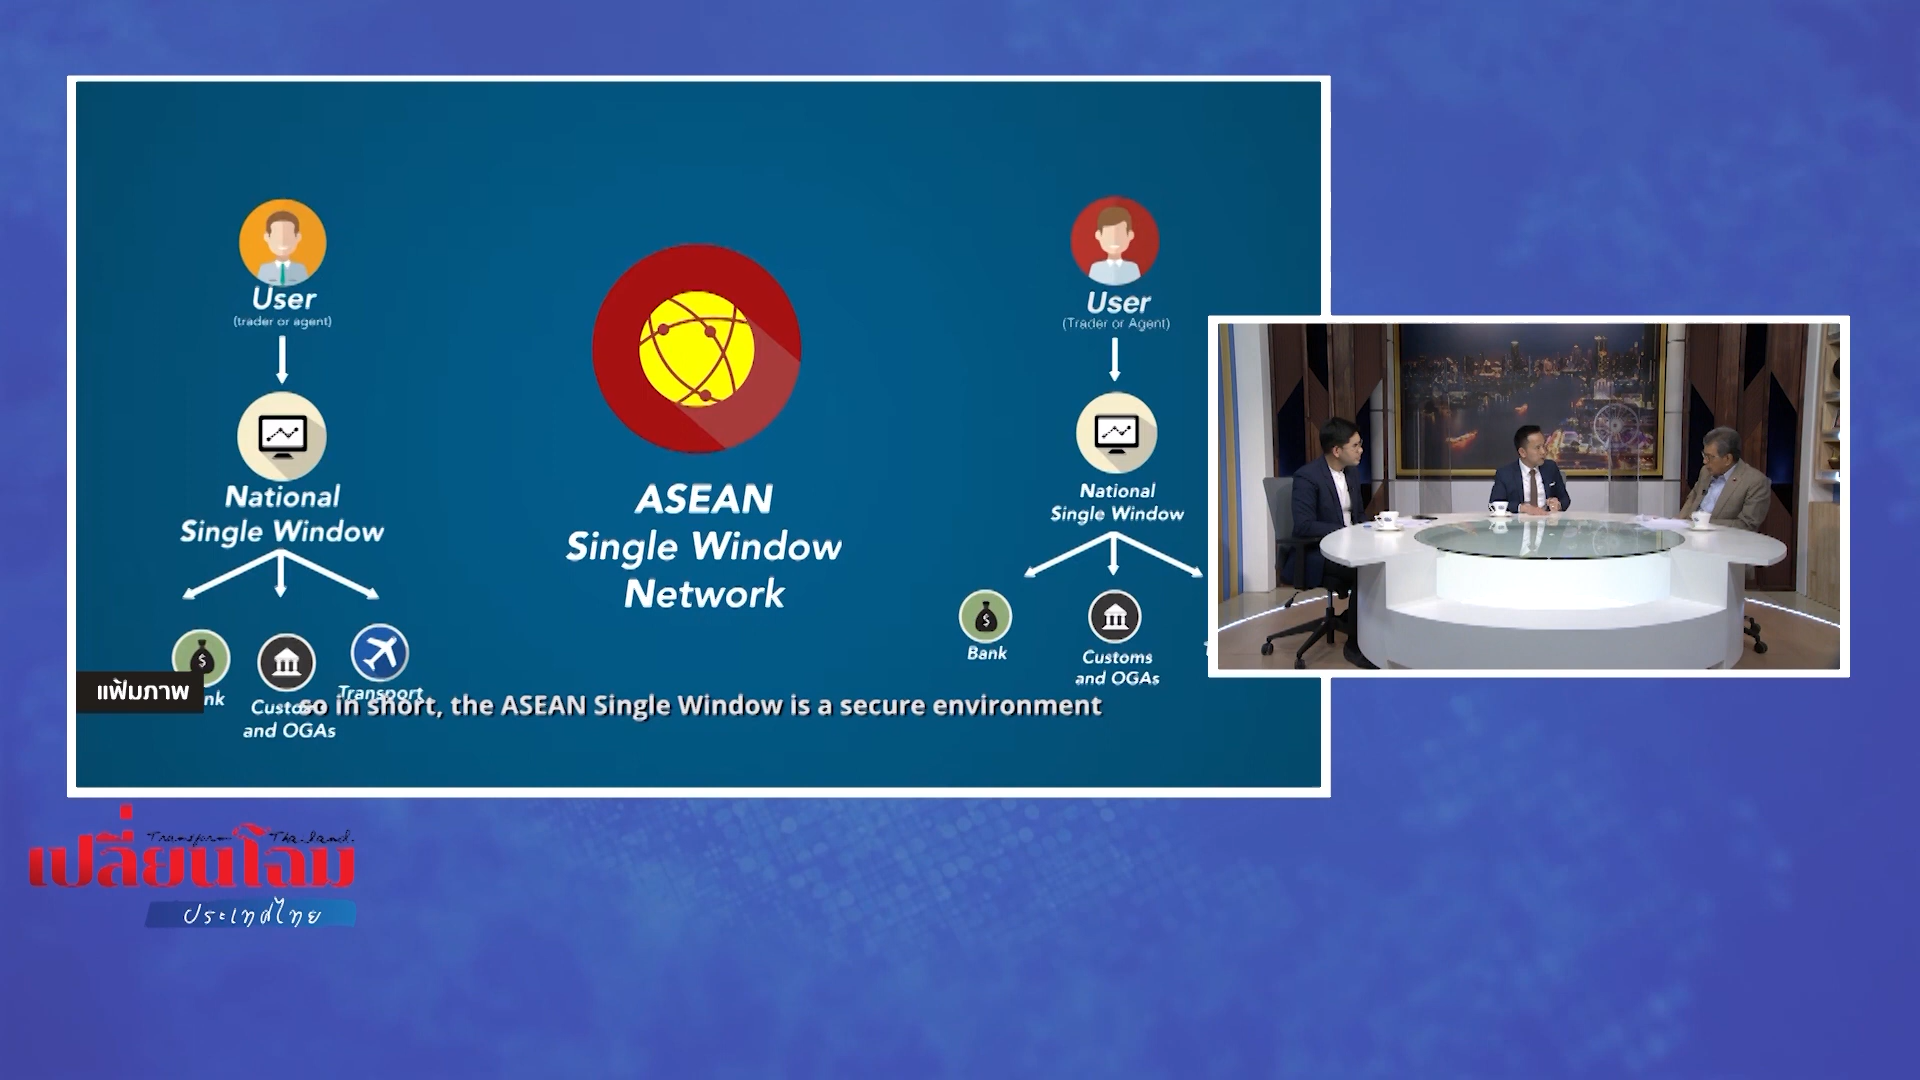 User
(trader or agent)
National
Single Window
nk
Customs
and OGAs
Transport
ASEAN
Single Window
Network
User
(Trader or Agent)
National
Single Window
Bank
Customs
and OGAs
แฟ้มภาพ
so in short, the ASEAN Single Window is a secure environment
เปลี่ยนโฉม
ประเทศไทย